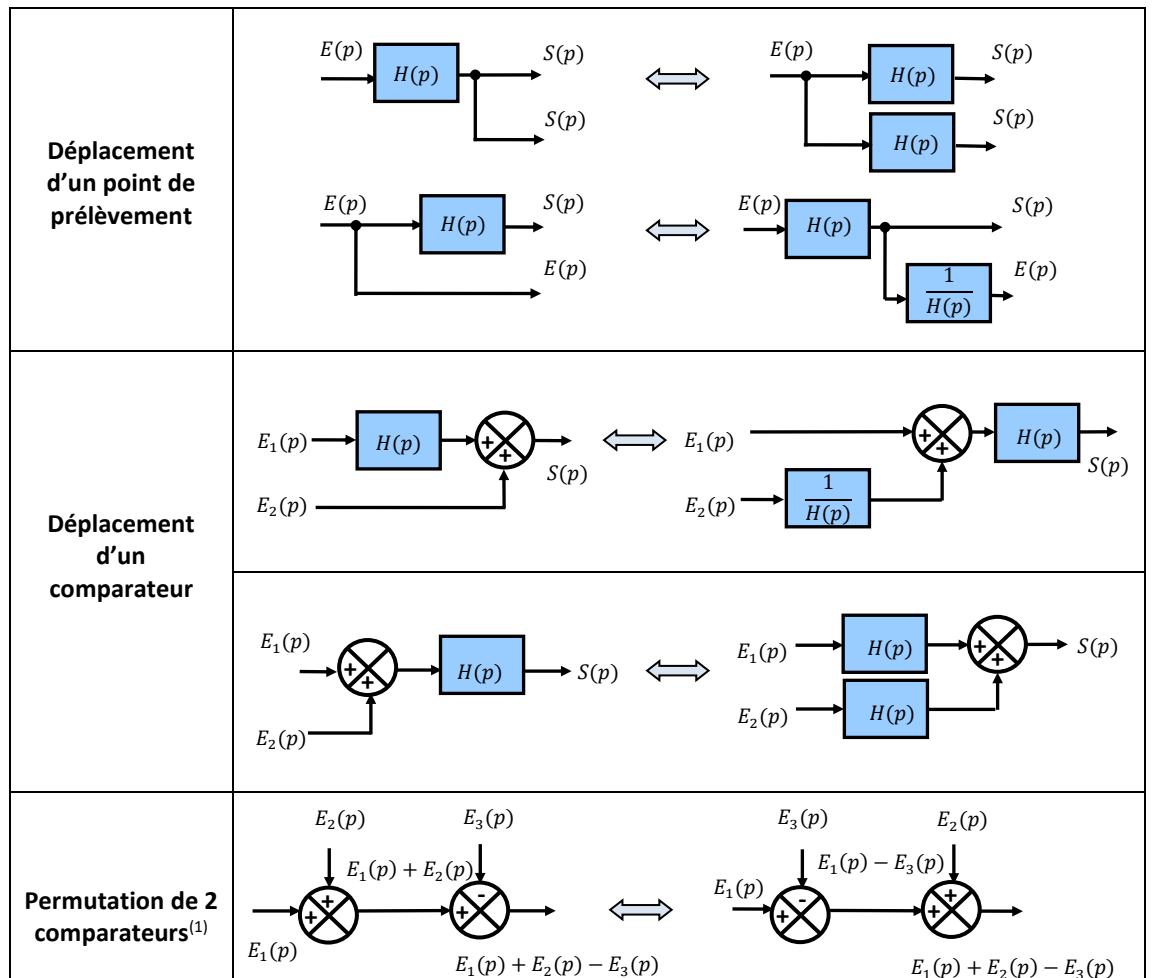 Déplacement
d'un point de
prélèvement
E(p) H(p) S(p)
S(p)
E(p) H(p) S(p)
H(p) S(p)
E(p) H(p) S(p)
E(p)
E(p) H(p) S(p)
1/H(p) E(p)
Déplacement
d'un
comparateur
E₁(p) H(p) + + S(p)
E₂(p)
E₁(p) + + H(p) S(p)
E₂(p) 1/H(p)
E₁(p) + + H(p) S(p)
E₂(p)
E₁(p) H(p) + + S(p)
E₂(p) H(p)
Permutation de 2
comparateurs⁽¹⁾
E₂(p) E₃(p)
E₁(p) + E₂(p)
+ + + -
E₁(p)
E₁(p) + E₂(p) − E₃(p)
E₃(p) E₂(p)
E₁(p) − E₃(p)
E₁(p)
+ - + +
E₁(p) + E₂(p) − E₃(p)